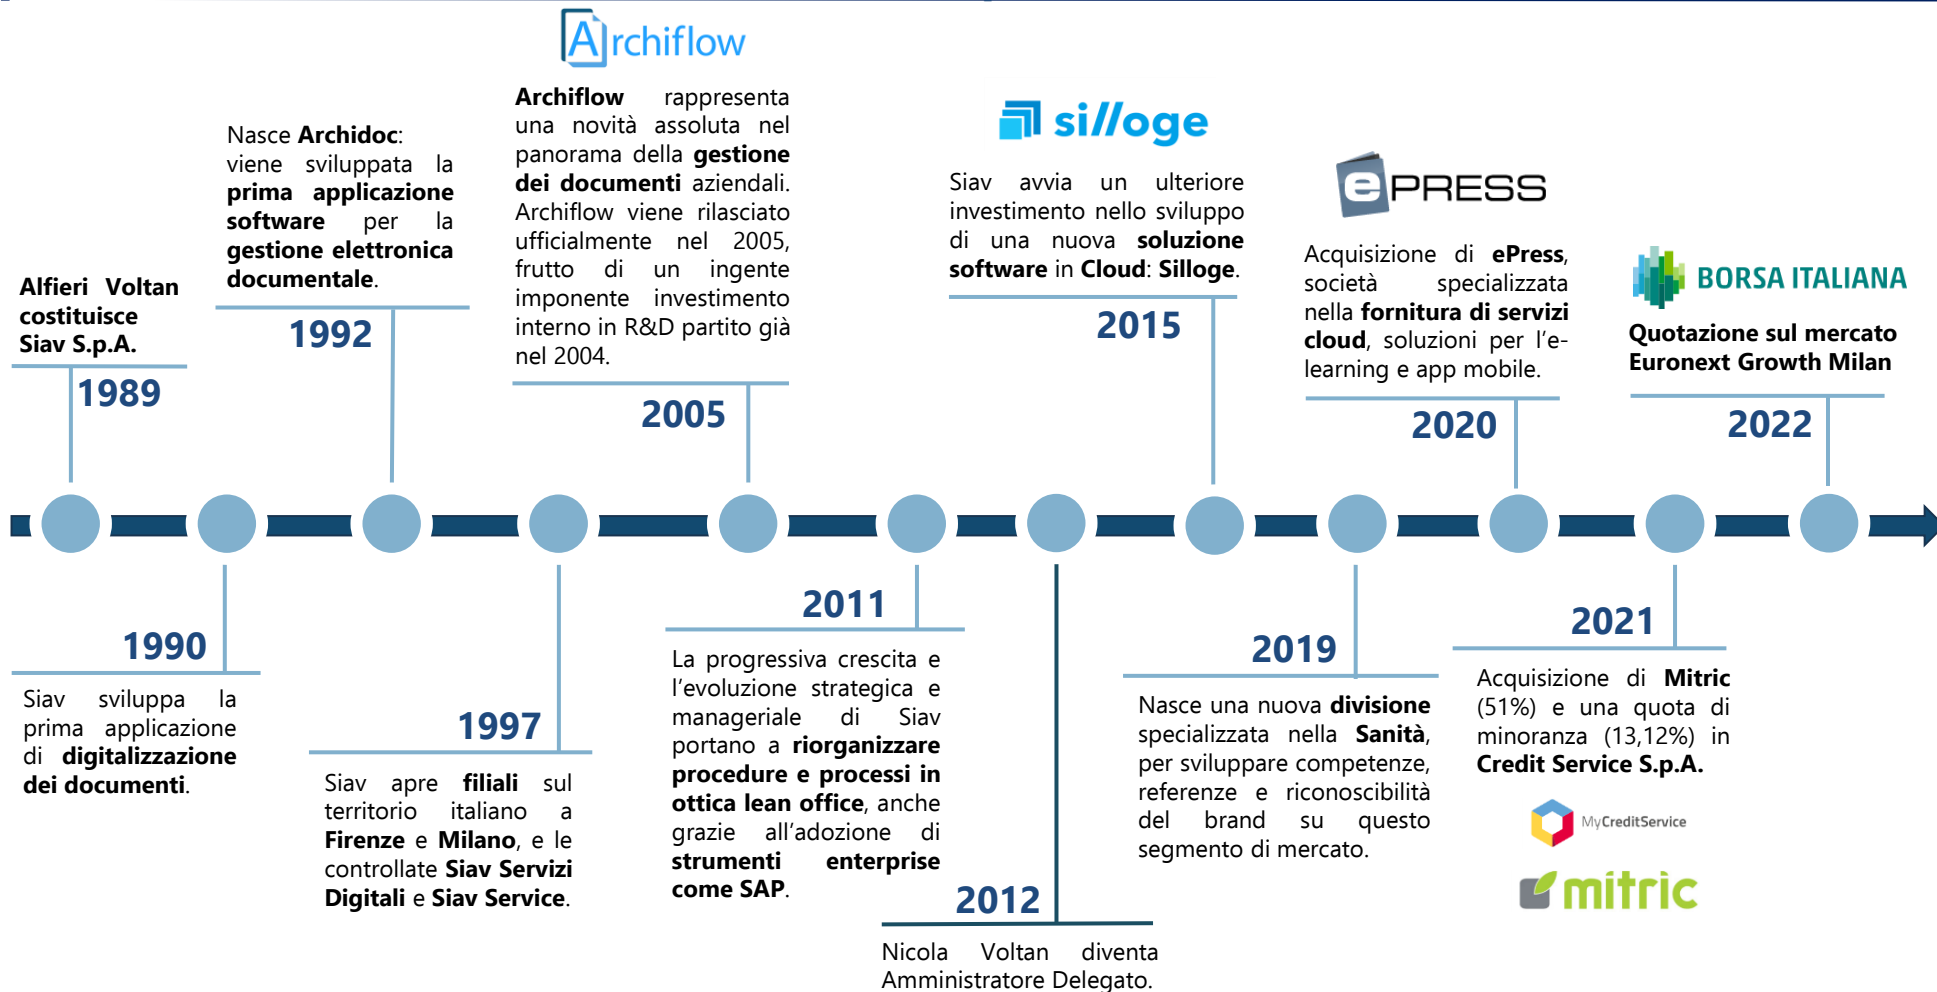 Archiflow
Archiflow rappresenta
una novità assoluta nel
panorama della gestione
dei documenti aziendali.
Archiflow viene rilasciato
ufficialmente nel 2005,
frutto di un ingente
imponente investimento
interno in R&D partito già
nel 2004.
2005
Nasce Archidoc:
viene sviluppata la
prima applicazione
software per la
gestione elettronica
documentale.
1992
Alfieri Voltan
costituisce
Siav S.p.A.
1989
silloge
Siav avvia un ulteriore
investimento nello sviluppo
di una nuova soluzione
software in Cloud: Silloge.
2015
ePRESS
Acquisizione di ePress,
società specializzata
nella fornitura di servizi
cloud, soluzioni per l'e-
learning e app mobile.
2020
BORSA ITALIANA
Quotazione sul mercato
Euronext Growth Milan
2022
1990
Siav sviluppa la
prima applicazione
di digitalizzazione
dei documenti.
1997
Siav apre filiali sul
territorio italiano a
Firenze e Milano, e le
controllate Siav Servizi
Digitali e Siav Service.
2011
La progressiva crescita e
l'evoluzione strategica e
manageriale di Siav
portano a riorganizzare
procedure e processi in
ottica lean office, anche
grazie all'adozione di
strumenti enterprise
come SAP.
2012
Nicola Voltan diventa
Amministratore Delegato.
2019
Nasce una nuova divisione
specializzata nella Sanità,
per sviluppare competenze,
referenze e riconoscibilità
del brand su questo
segmento di mercato.
2021
Acquisizione di Mitric
(51%) e una quota di
minoranza (13,12%) in
Credit Service S.p.A.
MyCreditService
mitric